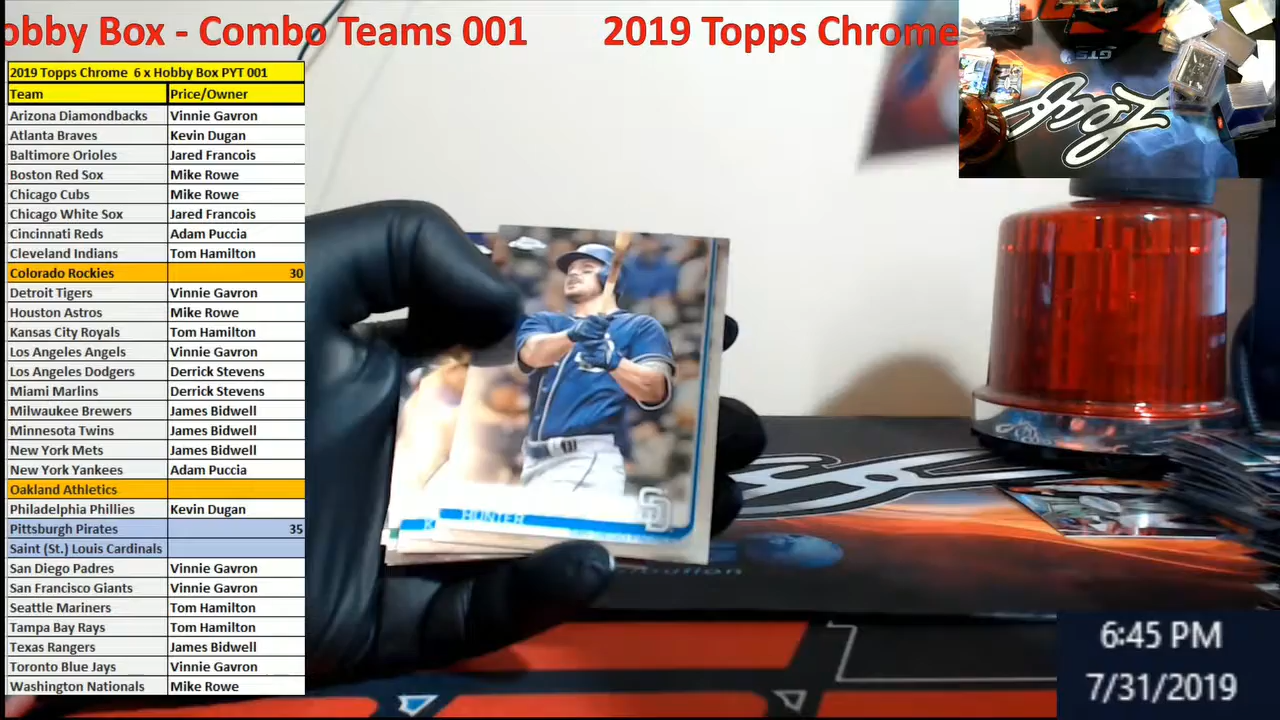 obby Box - Combo Teams 001 2019 Topps Chrome
2019 Topps Chrome 6 x Hobby Box PYT 001
Team Price/Owner
Arizona Diamondbacks Vinnie Gavron
Atlanta Braves Kevin Dugan
Baltimore Orioles Jared Francois
Boston Red Sox Mike Rowe
Chicago Cubs Mike Rowe
Chicago White Sox Jared Francois
Cincinnati Reds Adam Puccia
Cleveland Indians Tom Hamilton
Colorado Rockies 30
Detroit Tigers Vinnie Gavron
Houston Astros Mike Rowe
Kansas City Royals Tom Hamilton
Los Angeles Angels Vinnie Gavron
Los Angeles Dodgers Derrick Stevens
Miami Marlins Derrick Stevens
Milwaukee Brewers James Bidwell
Minnesota Twins James Bidwell
New York Mets James Bidwell
New York Yankees Adam Puccia
Oakland Athletics
Philadelphia Phillies Kevin Dugan
Pittsburgh Pirates 35
Saint (St.) Louis Cardinals
San Diego Padres Vinnie Gavron
San Francisco Giants Vinnie Gavron
Seattle Mariners Tom Hamilton
Tampa Bay Rays Tom Hamilton
Texas Rangers James Bidwell
Toronto Blue Jays Vinnie Gavron
Washington Nationals Mike Rowe
GTS
Leaf
HUNTER
SD
6:45 PM
7/31/2019